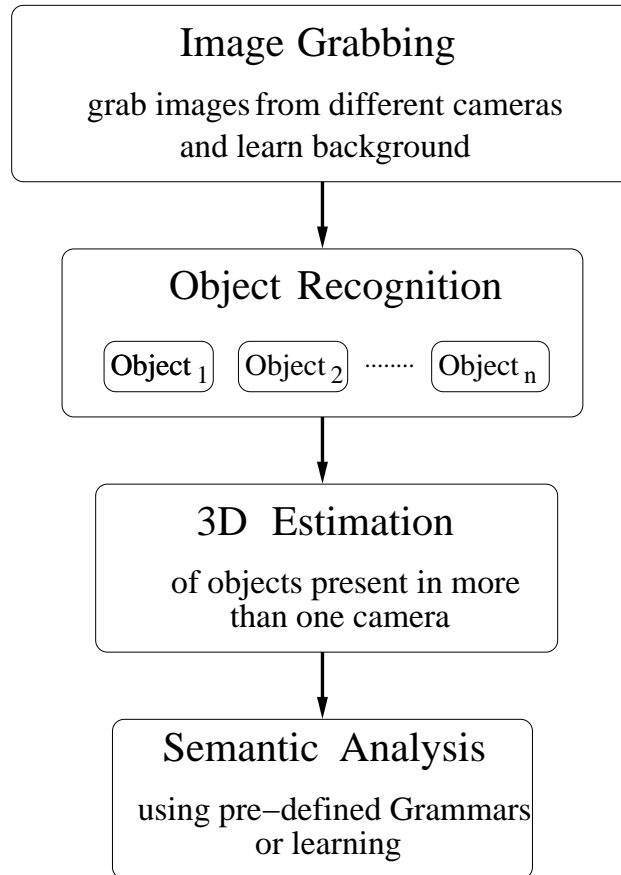 Image Grabbing
grab images from different cameras
and learn background
Object Recognition
Object 1 Object 2 ........ Object n
3D Estimation
of objects present in more
than one camera
Semantic Analysis
using pre−defined Grammars
or learning